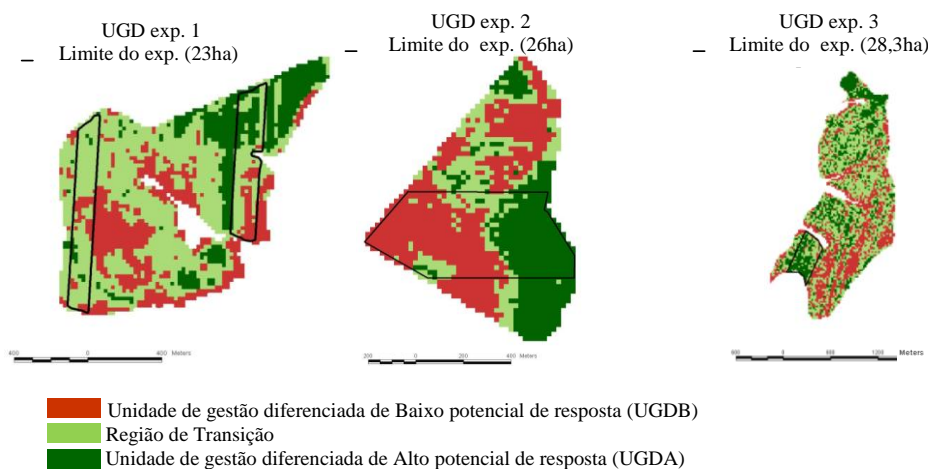 UGD exp. 1
Limite do exp. (23ha)
UGD exp. 2
Limite do exp. (26ha)
UGD exp. 3
Limite do exp. (28,3ha)
400 0 400 Meters
200 0 200 400 Meters
600 0 600 1200 Meters
Unidade de gestão diferenciada de Baixo potencial de resposta (UGDB)
Região de Transição
Unidade de gestão diferenciada de Alto potencial de resposta (UGDA)